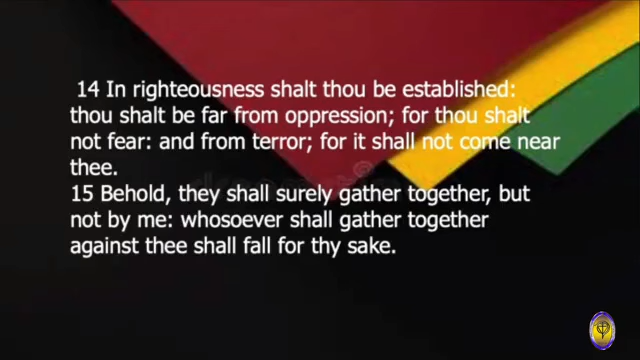 14 In righteousness shalt thou be established:
thou shalt be far from oppression; for thou shalt
not fear: and from terror; for it shall not come near
thee.
15 Behold, they shall surely gather together, but
not by me: whosoever shall gather together
against thee shall fall for thy sake.